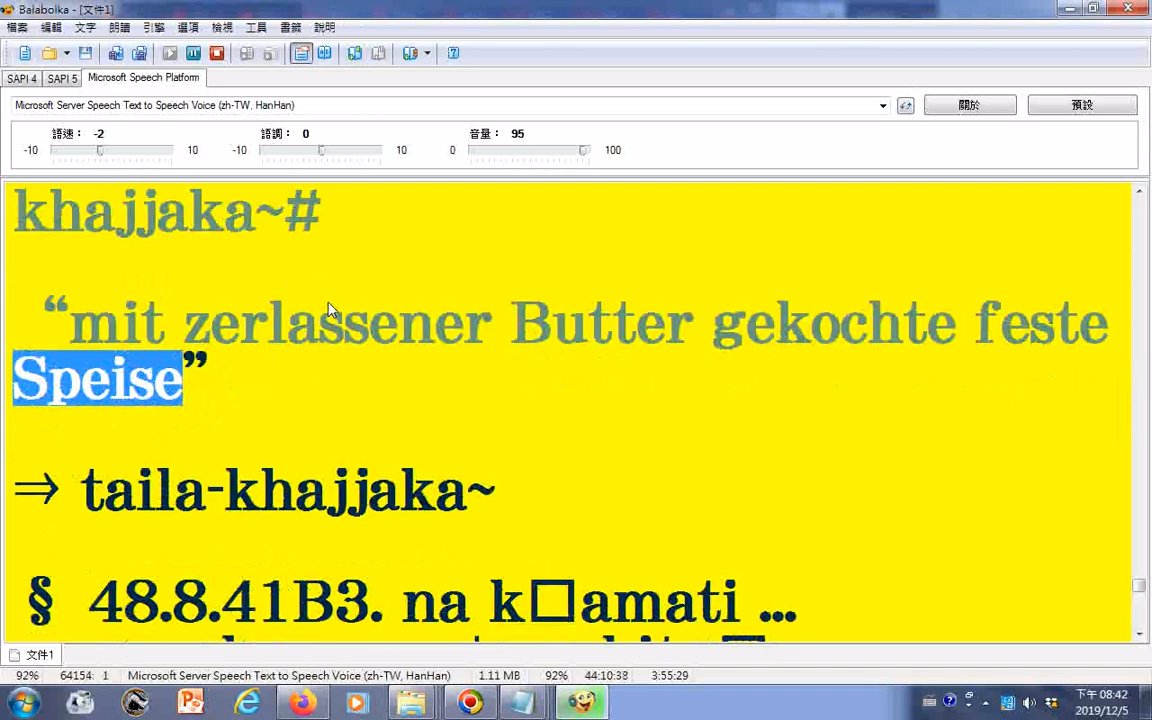 Balabolka - [文件1]
檔案 編輯 文字 朗讀 引擎 選項 檢視 工具 書籤 說明
SAPI 4 SAPI 5 Microsoft Speech Platform
Microsoft Server Speech Text to Speech Voice (zh-TW, HanHan) 關於 預設
語速： -2 語調： 0 音量： 95
-10 10 -10 10 0 100
khajjaka~#
“mit zerlassener Butter gekochte feste
Speise”
⇒ taila-khajjaka~
§ 48.8.41B3. na k□amati ...
文件1
92% 64154: 1 Microsoft Server Speech Text to Speech Voice (zh-TW, HanHan) 1.11 MB 92% 44:10:38 3:55:29
下午 08:42
2019/12/5